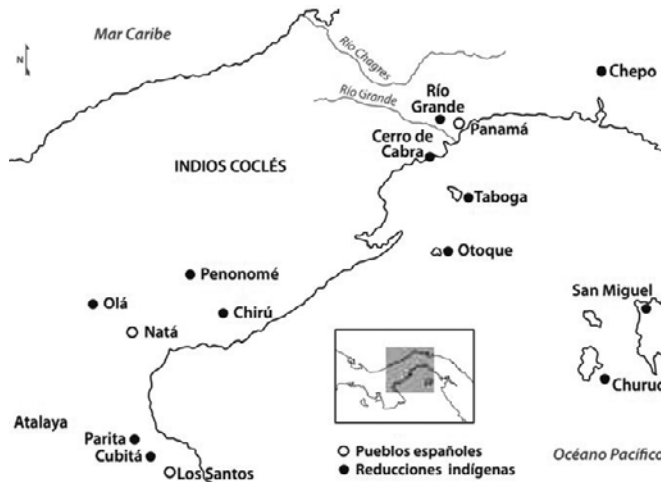 Mar Caribe
N
Río Chagres
Río Grande
Río
Grande
Panamá
Chepo
Cerro de
Cabra
INDIOS COCLÉS
Taboga
Otoque
Penonomé
Olá
Chirú
Natá
San Miguel
Churuc
Atalaya
Parita
Cubitá
Los Santos
Pueblos españoles
Reducciones indígenas
Océano Pacífico